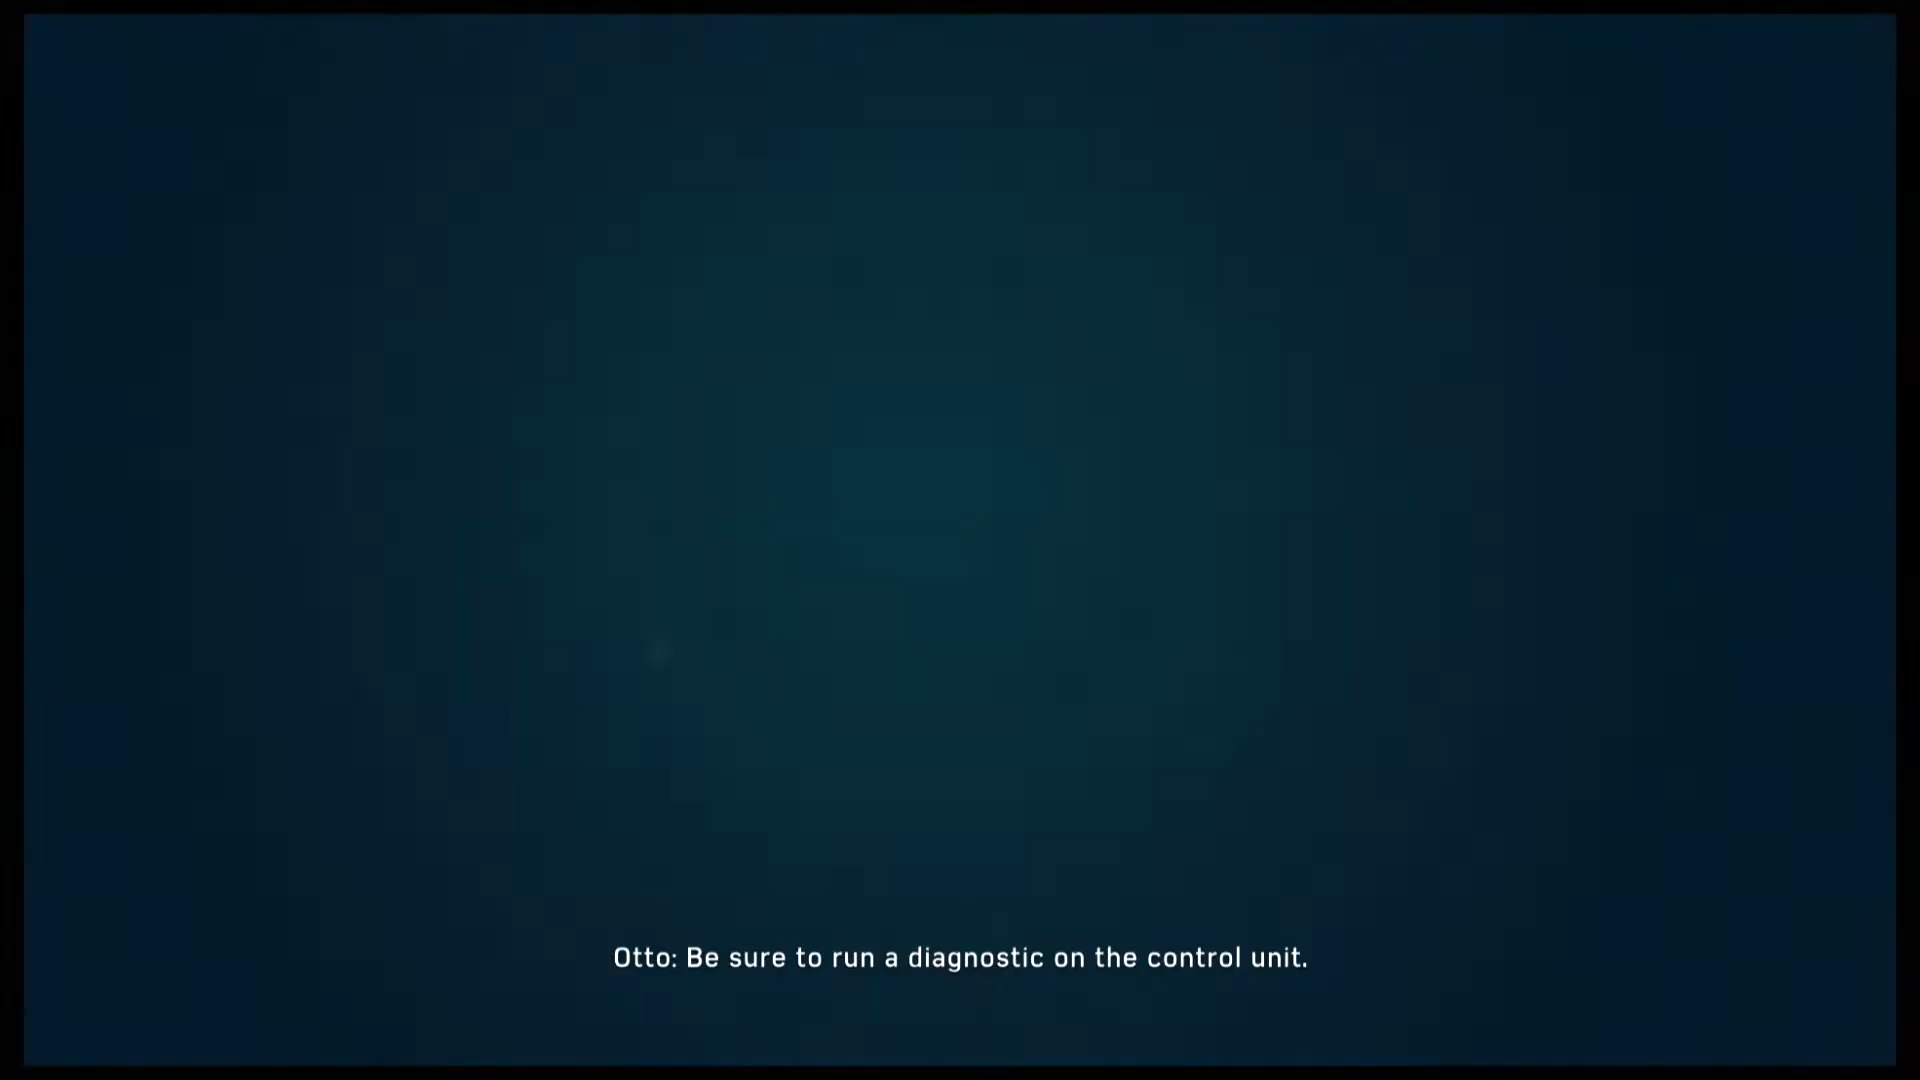 Otto: Be sure to run a diagnostic on the control unit.